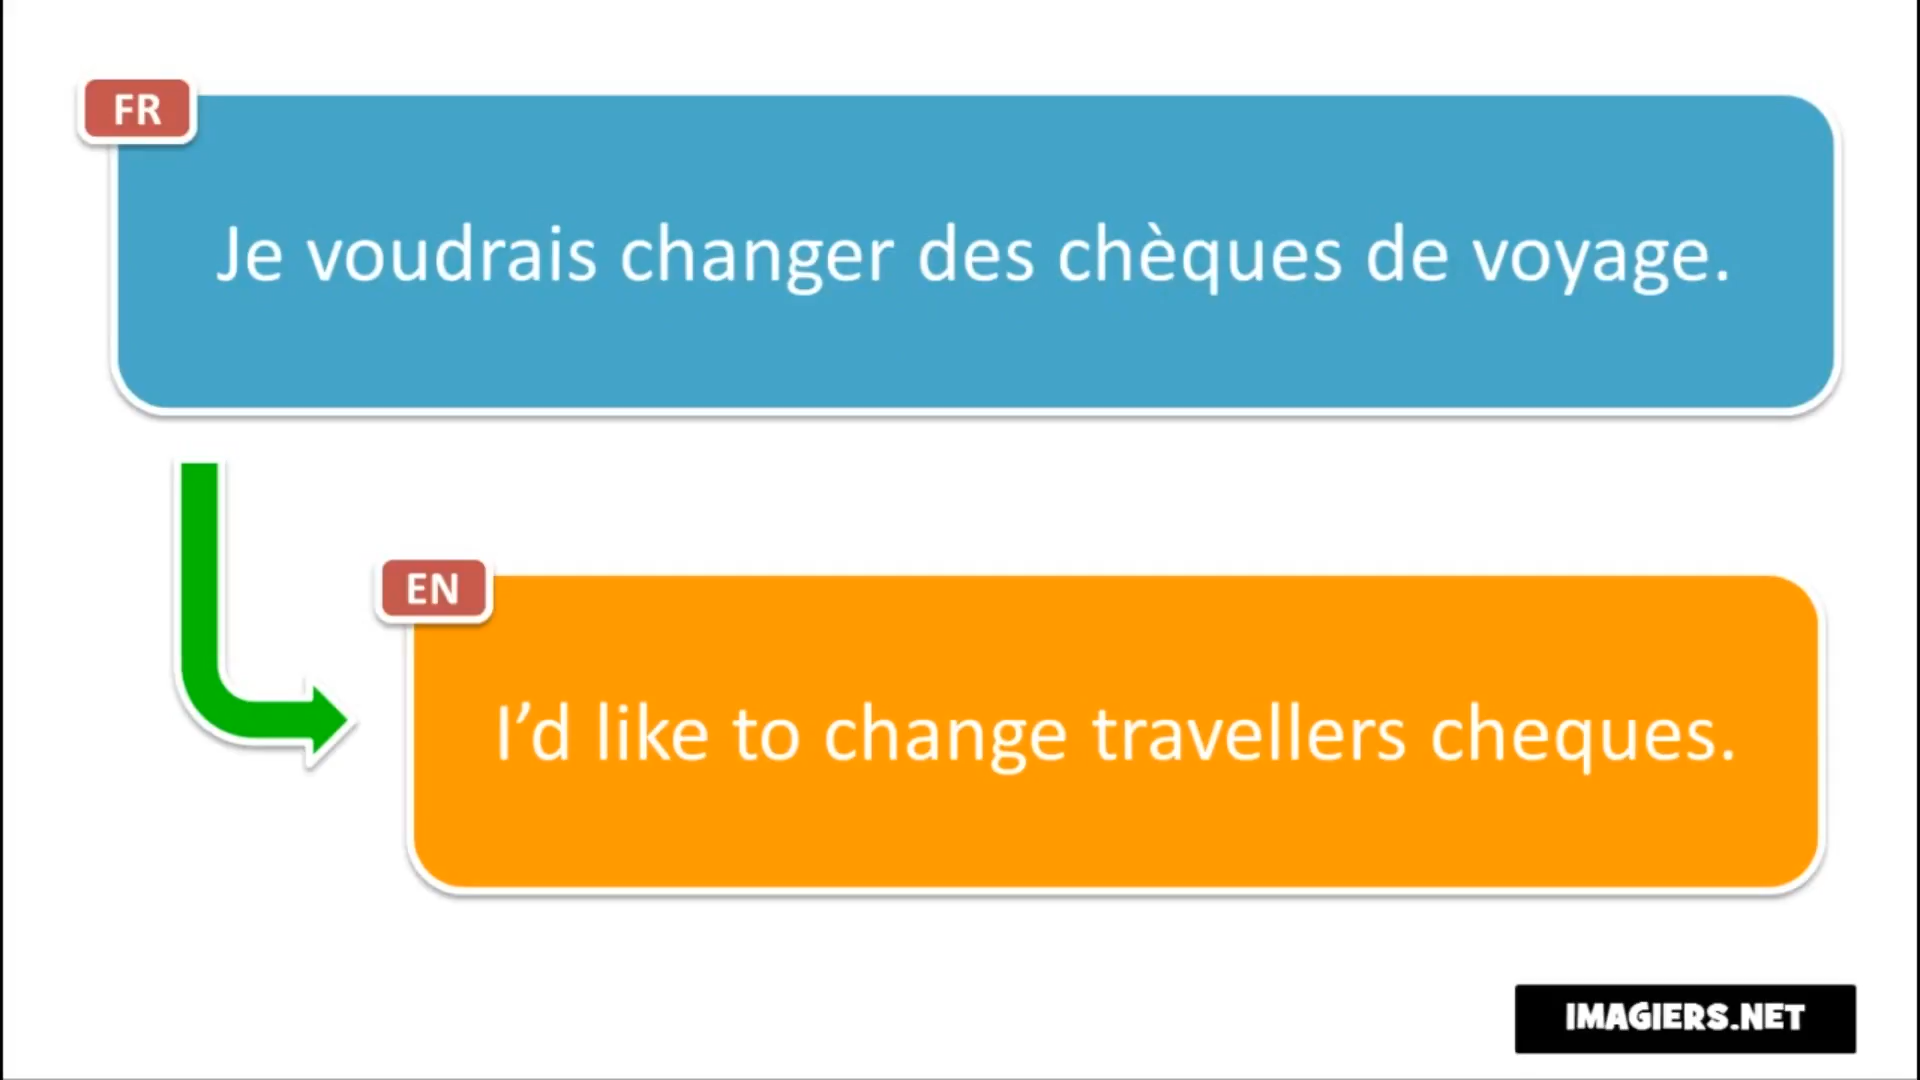 FR
Je voudrais changer des chèques de voyage.
EN
I’d like to change travellers cheques.
IMAGIERS.NET